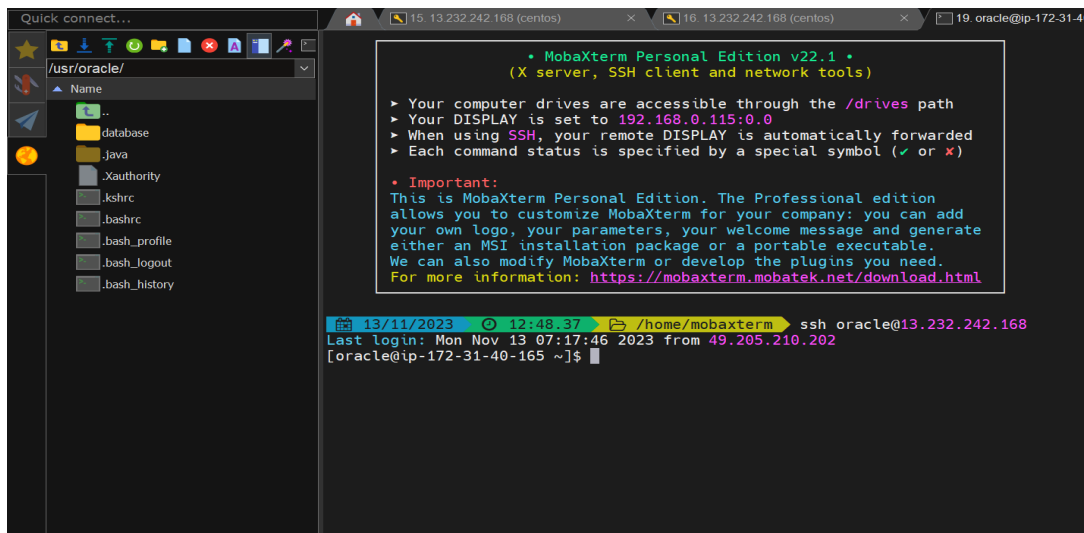 Quick connect...
15. 13.232.242.168 (centos)
16. 13.232.242.168 (centos)
19. oracle@ip-172-31-4
/usr/oracle/
Name
..
database
.java
.Xauthority
.kshrc
.bashrc
.bash_profile
.bash_logout
.bash_history
• MobaXterm Personal Edition v22.1 •
(X server, SSH client and network tools)
➤ Your computer drives are accessible through the /drives path
➤ Your DISPLAY is set to 192.168.0.115:0.0
➤ When using SSH, your remote DISPLAY is automatically forwarded
➤ Each command status is specified by a special symbol (✔ or ✘)
• Important:
This is MobaXterm Personal Edition. The Professional edition
allows you to customize MobaXterm for your company: you can add
your own logo, your parameters, your welcome message and generate
either an MSI installation package or a portable executable.
We can also modify MobaXterm or develop the plugins you need.
For more information: https://mobaxterm.mobatek.net/download.html
13/11/2023 12:48.37 /home/mobaxterm ssh oracle@13.232.242.168
Last login: Mon Nov 13 07:17:46 2023 from 49.205.210.202
[oracle@ip-172-31-40-165 ~]$